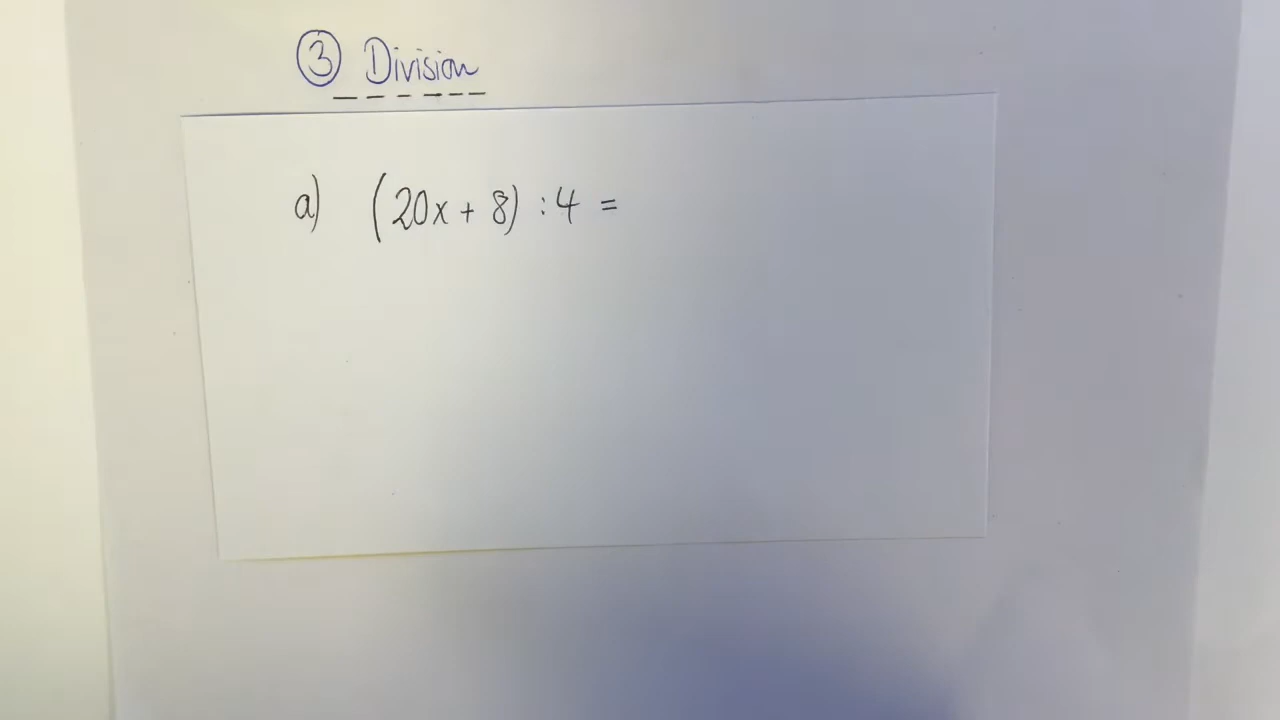 ③ Division
a) (20x + 8) : 4 =